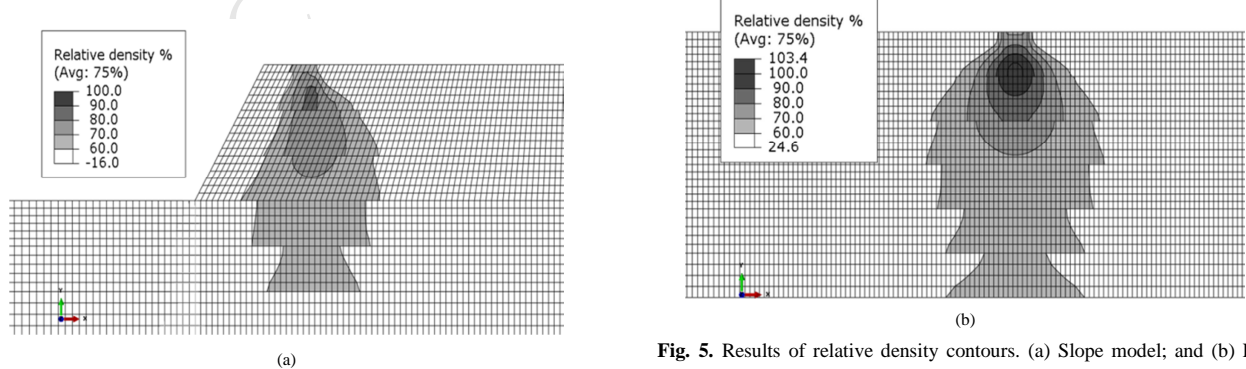 Relative density %
(Avg: 75%)
100.0
90.0
80.0
70.0
60.0
-16.0
Y
X
(a)
Relative density %
(Avg: 75%)
103.4
100.0
90.0
80.0
70.0
60.0
24.6
Y
X
(b)
Fig. 5. Results of relative density contours. (a) Slope model; and (b)